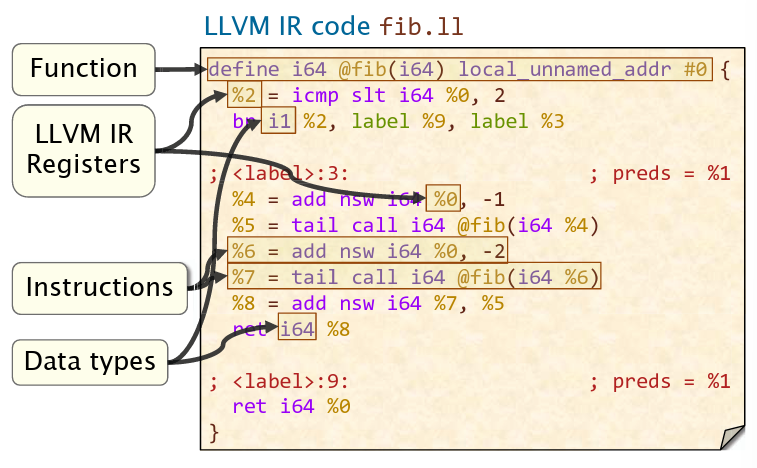 LLVM IR code fib.ll
Function
define i64 @fib(i64) local_unnamed_addr #0 {
%2 = icmp slt i64 %0, 2
br i1 %2, label %9, label %3
LLVM IR
Registers
; <label>:3: ; preds = %1
%4 = add nsw i64 %0, -1
%5 = tail call i64 @fib(i64 %4)
%6 = add nsw i64 %0, -2
%7 = tail call i64 @fib(i64 %6)
Instructions
%8 = add nsw i64 %7, %5
ret i64 %8
Data types
; <label>:9: ; preds = %1
ret i64 %0
}